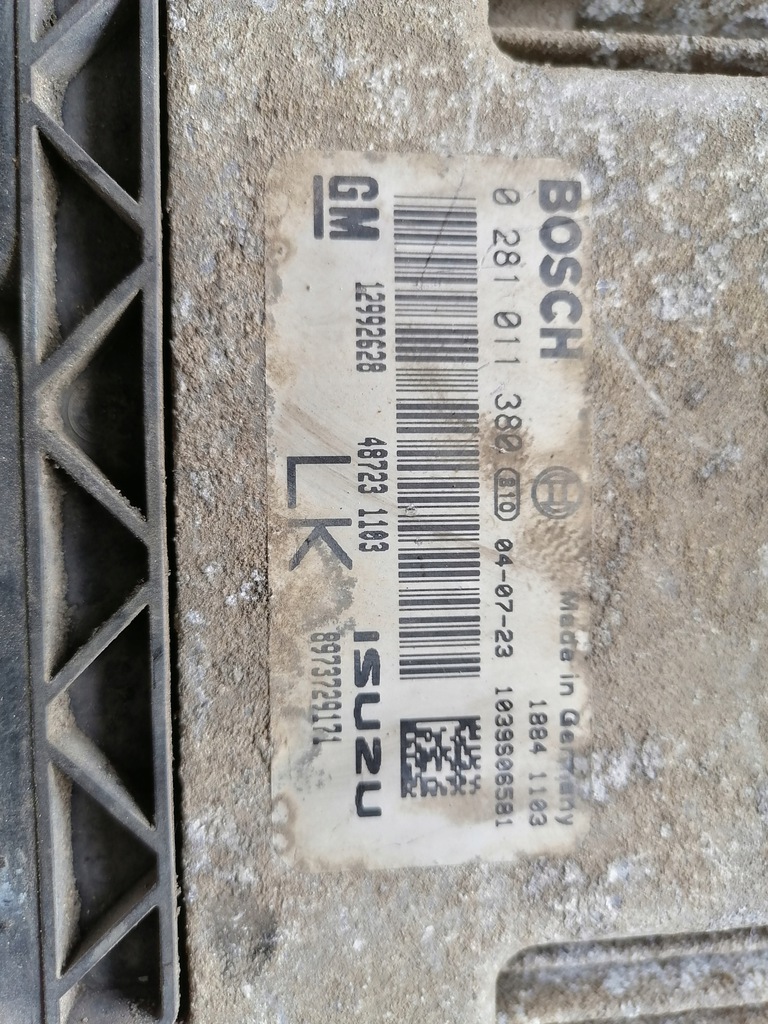 BOSCH
Made in Germany
1884 1103
0 281 011 380 810 04-07-23 1039S06581
GM 12992628 48723 1103 ISUZU
8973729171
LK